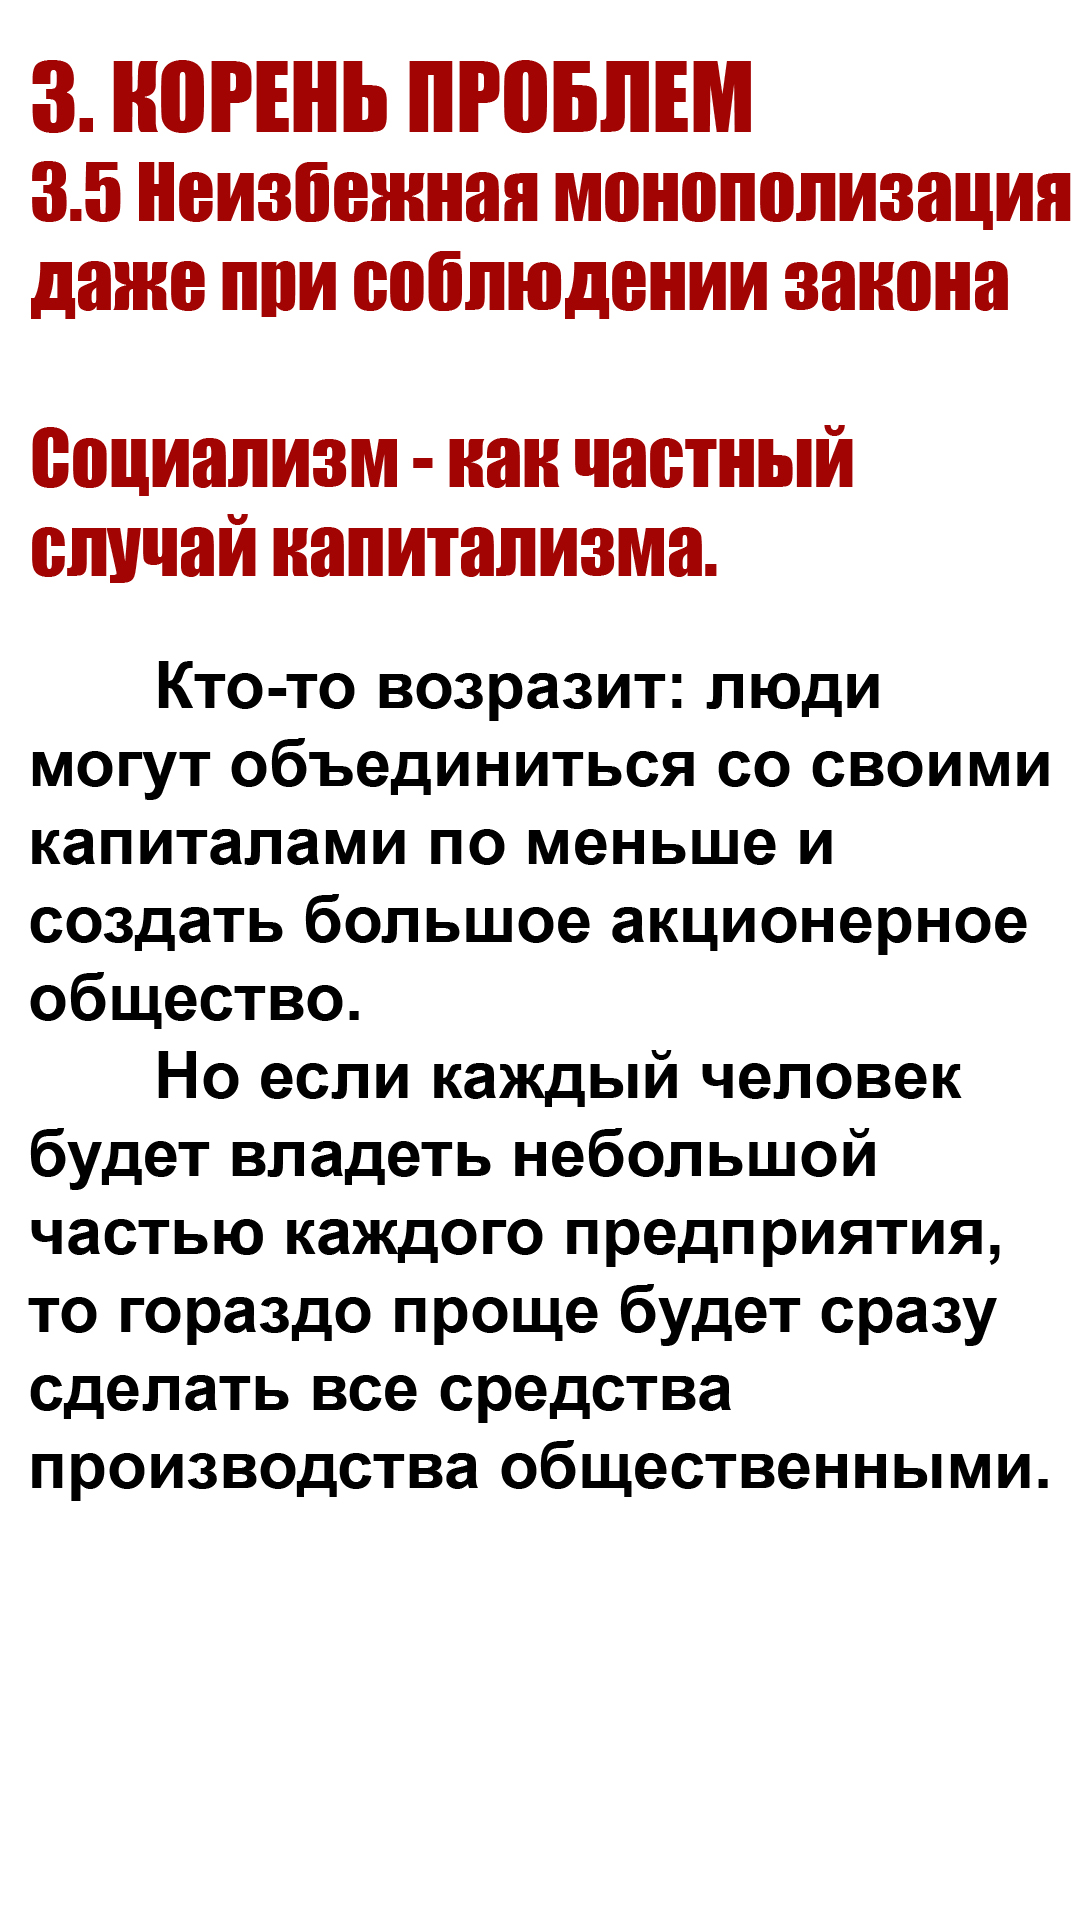 3. КОРЕНЬ ПРОБЛЕМ
3.5 Неизбежная монополизация
даже при соблюдении закона
Социализм - как частный
случай капитализма.
Кто-то возразит: люди
могут объединиться со своими
капиталами по меньше и
создать большое акционерное
общество.
Но если каждый человек
будет владеть небольшой
частью каждого предприятия,
то гораздо проще будет сразу
сделать все средства
производства общественными.